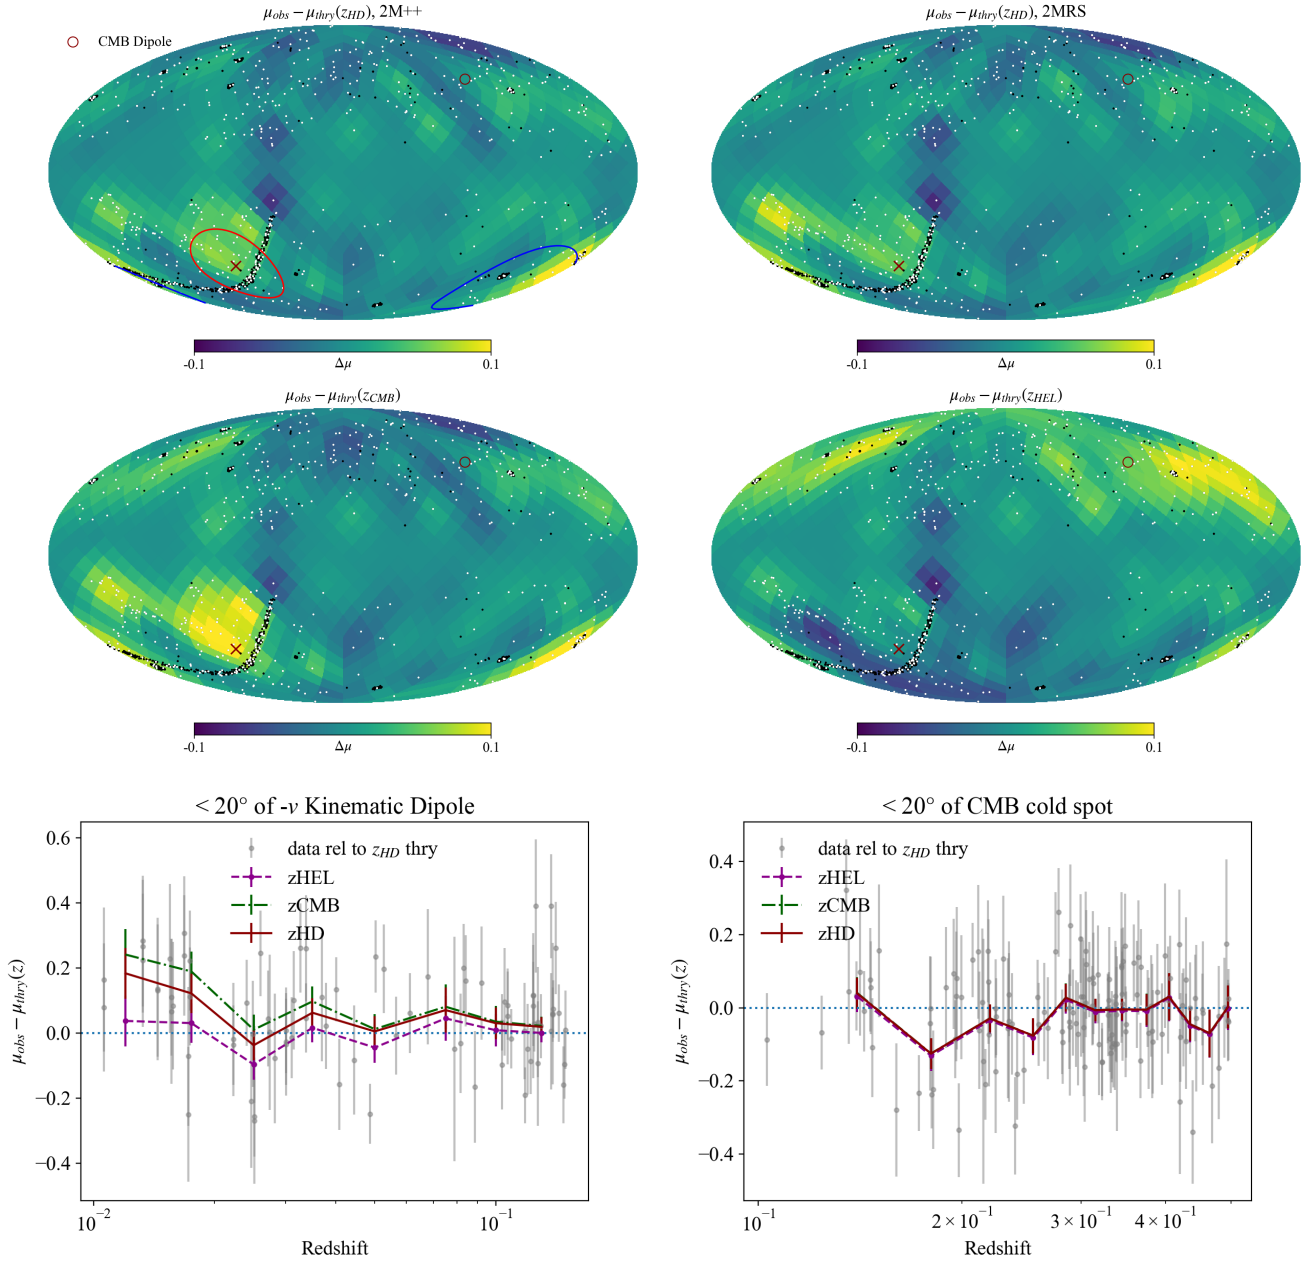 μobs − μthry(zHD), 2M++
CMB Dipole
-0.1 0.1
Δμ
μobs − μthry(zHD), 2MRS
-0.1 0.1
Δμ
μobs − μthry(zCMB)
-0.1 0.1
Δμ
μobs − μthry(zHEL)
-0.1 0.1
Δμ
< 20° of -v Kinematic Dipole
data rel to zHD thry
zHEL
zCMB
zHD
0.6
0.4
0.2
0.0
−0.2
−0.4
μobs − μthry(z)
10⁻² 10⁻¹
Redshift
< 20° of CMB cold spot
data rel to zHD thry
zHEL
zCMB
zHD
0.4
0.2
0.0
−0.2
−0.4
μobs − μthry(z)
10⁻¹ 2 × 10⁻¹ 3 × 10⁻¹ 4 × 10⁻¹
Redshift